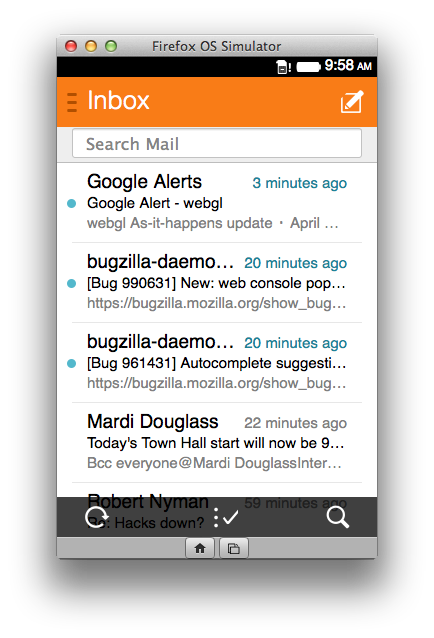 Firefox OS Simulator
9:58 AM
Inbox
Search Mail
Google Alerts 3 minutes ago
Google Alert - webgl
webgl As-it-happens update · April ...
bugzilla-daemo... 20 minutes ago
[Bug 990631] New: web console pop...
https://bugzilla.mozilla.org/show_bug...
bugzilla-daemo... 20 minutes ago
[Bug 961431] Autocomplete suggesti...
https://bugzilla.mozilla.org/show_bug...
Mardi Douglass 22 minutes ago
Today's Town Hall start will now be 9...
Bcc everyone@Mardi DouglassInter...
Robert Nyman 59 minutes ago
Re: Hacks down?